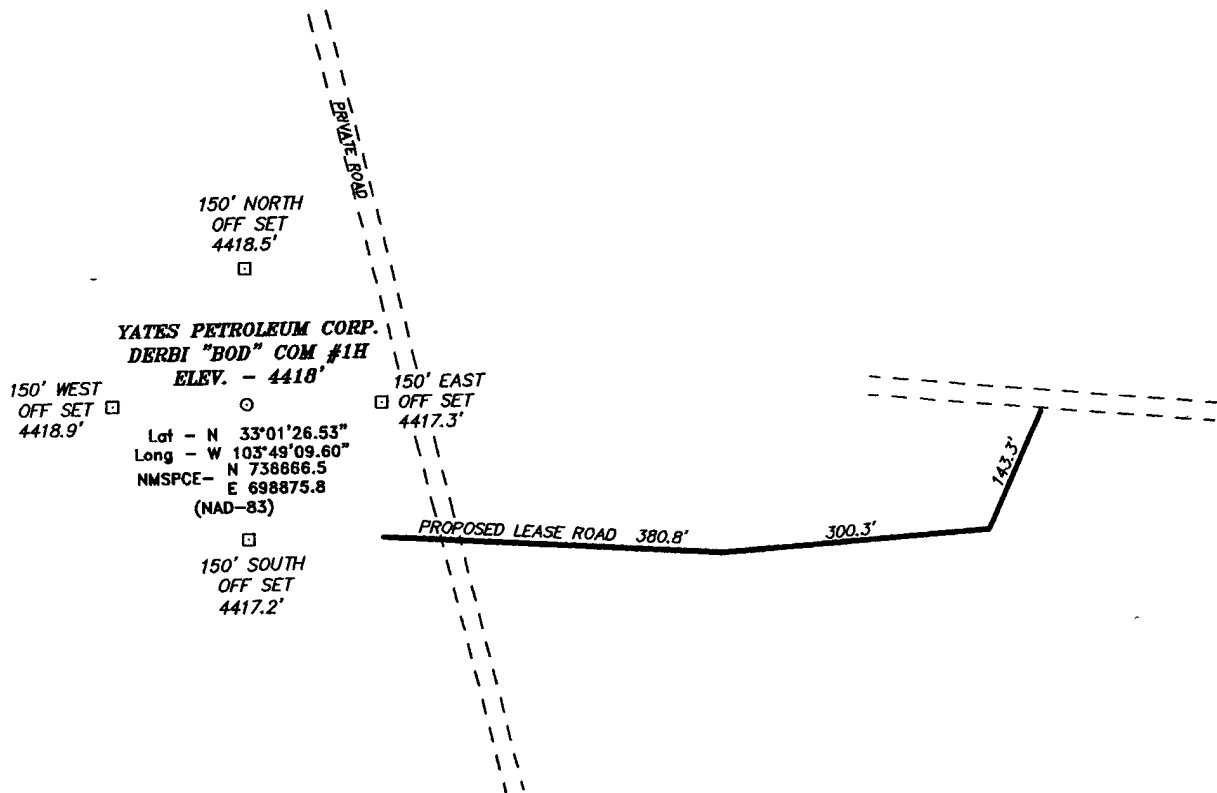 PRIVATE ROAD
150' NORTH
OFF SET
4418.5'
YATES PETROLEUM CORP.
DERBI "BOD" COM #1H
ELEV. - 4418'
150' WEST
OFF SET
4418.9'
150' EAST
OFF SET
4417.3'
Lat - N 33°01'26.53"
Long - W 103°49'09.60"
NMSPCE- N 738666.5
E 698875.8
(NAD-83)
150' SOUTH
OFF SET
4417.2'
PROPOSED LEASE ROAD 380.8'
300.3'
143.3'